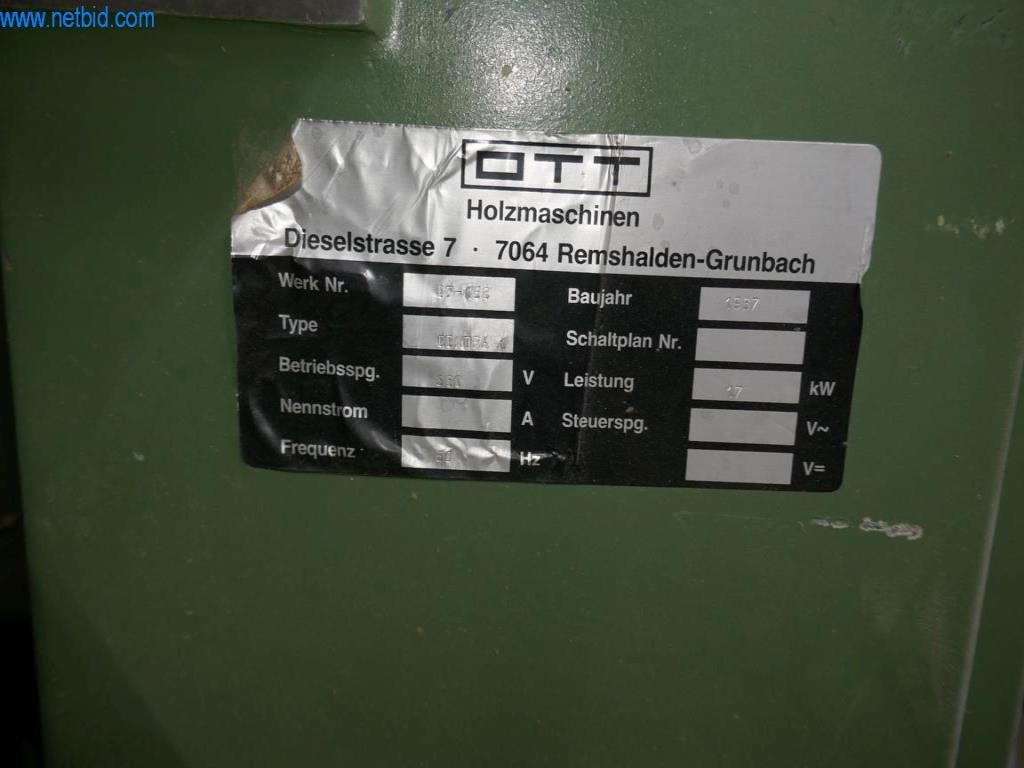 www.netbid.com
OTT
Holzmaschinen
Dieselstrasse 7 · 7064 Remshalden-Grunbach
Werk Nr.
Type
Betriebsspg. V
Nennstrom A
Frequenz Hz
Baujahr
Schaltplan Nr.
Leistung 17 kW
Steuerspg. V~
V=